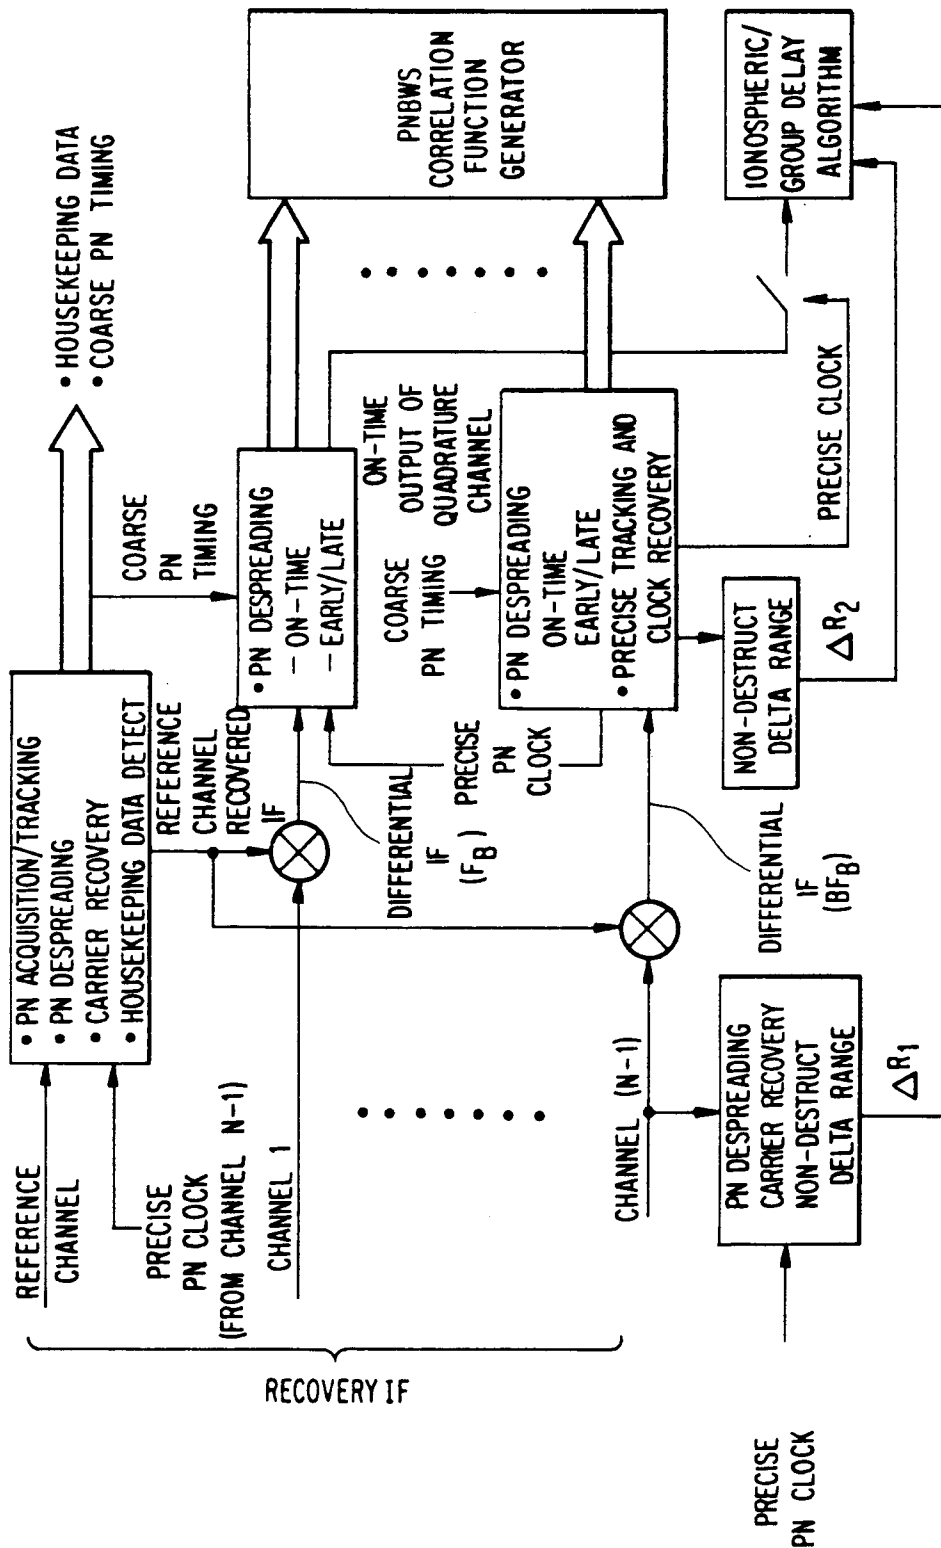 REFERENCE
CHANNEL
PRECISE
PN CLOCK
(FROM CHANNEL N-1)
CHANNEL 1
RECOVERY IF
• PN ACQUISITION/TRACKING
• PN DESPREADING
• CARRIER RECOVERY
• HOUSEKEEPING DATA DETECT
• HOUSEKEEPING DATA
• COARSE PN TIMING
COARSE
PN
TIMING
REFERENCE
CHANNEL
RECOVERED
IF
• PN DESPREADING
– ON-TIME
– EARLY/LATE
DIFFERENTIAL
IF
(FB)
PRECISE
PN
CLOCK
ON-TIME
OUTPUT OF
QUADRATURE
CHANNEL
PNBWS
CORRELATION
FUNCTION
GENERATOR
COARSE
PN TIMING
• PN DESPREADING
ON-TIME
EARLY/LATE
• PRECISE TRACKING AND
CLOCK RECOVERY
CHANNEL (N-1)
DIFFERENTIAL
IF
(BFB)
NON-DESTRUCT
DELTA RANGE
ΔR2
PRECISE CLOCK
IONOSPHERIC/
GROUP DELAY
ALGORITHM
PN DESPREADING
CARRIER RECOVERY
NON-DESTRUCT
DELTA RANGE
ΔR1
PRECISE
PN CLOCK